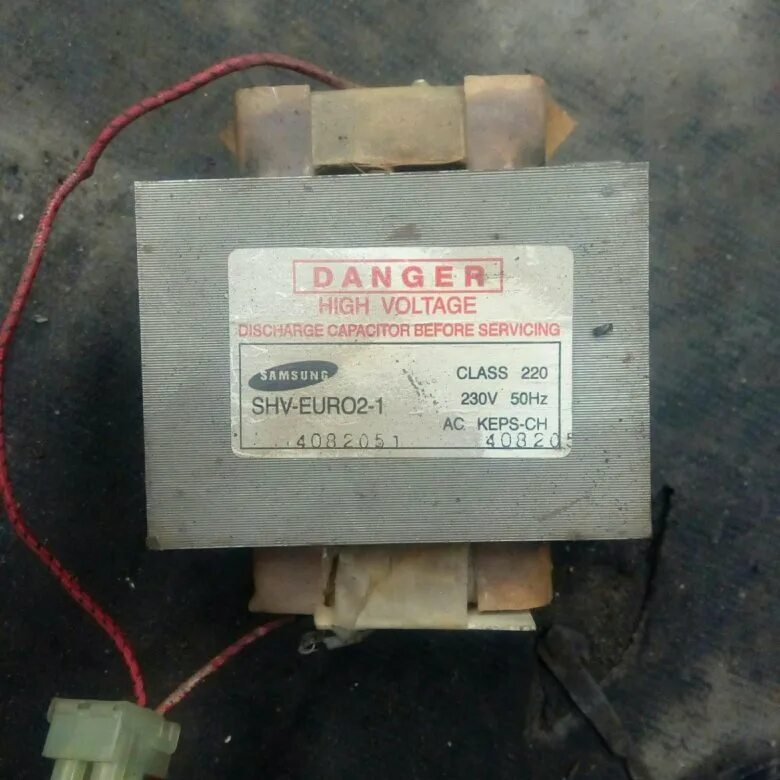 DANGER
HIGH VOLTAGE
DISCHARGE CAPACITOR BEFORE SERVICING
SAMSUNG CLASS 220
SHV-EURO2-1 230V 50Hz
AC KEPS-CH
4082051 408205